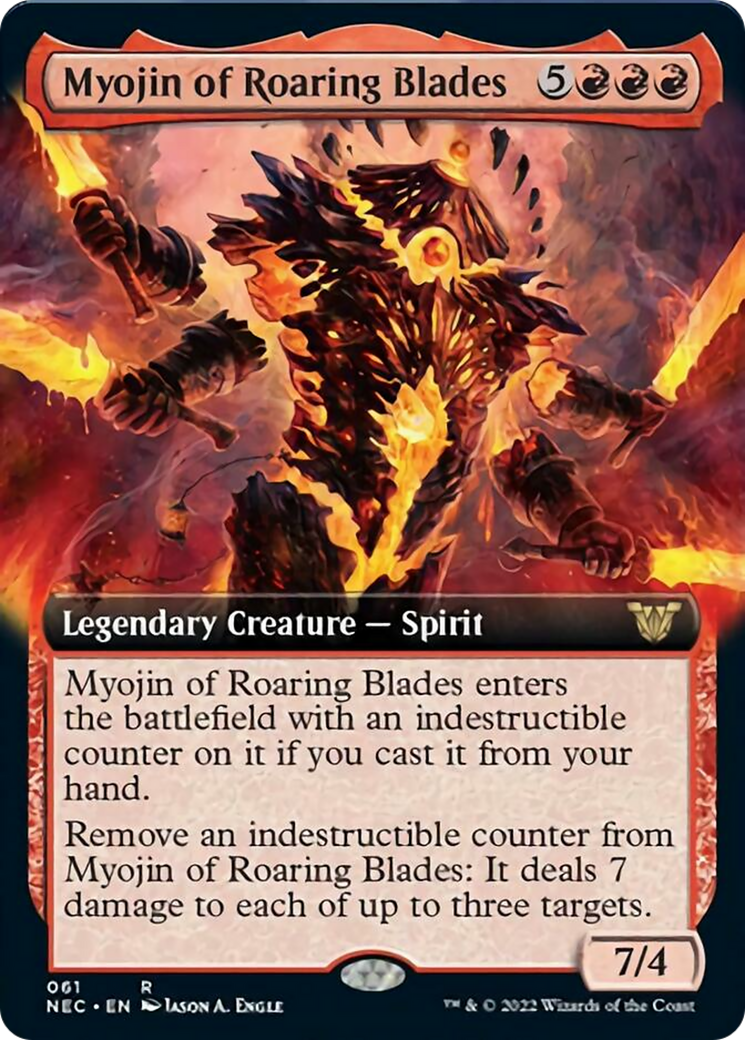 Myojin of Roaring Blades 5
Legendary Creature — Spirit
Myojin of Roaring Blades enters
the battlefield with an indestructible
counter on it if you cast it from your
hand.
Remove an indestructible counter from
Myojin of Roaring Blades: It deals 7
damage to each of up to three targets.
7/4
061 R
NEC • EN Jason A. Engle
™ & © 2022 Wizards of the Coast